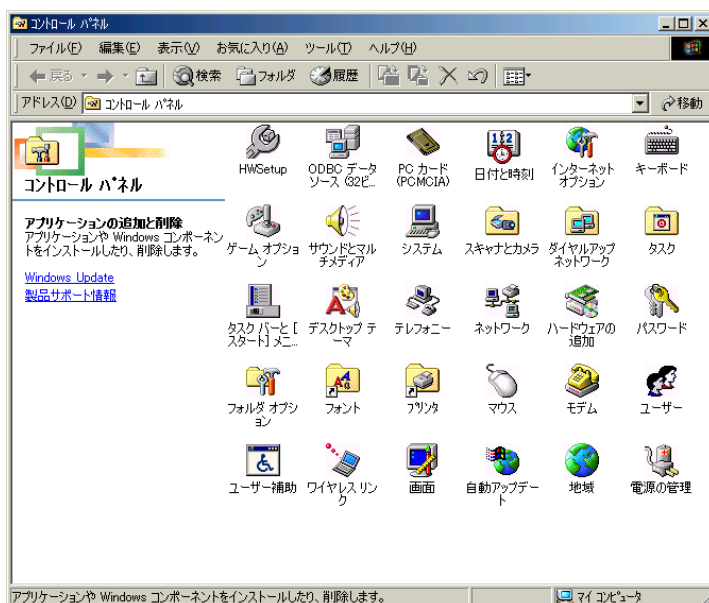 コントロール パネル
ファイル(F) 編集(E) 表示(V) お気に入り(A) ツール(T) ヘルプ(H)
戻る 検索 フォルダ 履歴
アドレス(D) コントロール パネル 移動
コントロール パネル
アプリケーションの追加と削除
アプリケーションや Windows コンポーネン
トをインストールしたり、削除します。
Windows Update
製品サポート情報
HWSetup
ODBC データ
ソース (32ビ...
PC カード
(PCMCIA)
日付と時刻
インターネット
オプション
キーボード
ゲーム オプショ
ン
サウンドとマル
チメディア
システム
スキャナとカメラ
ダイヤルアップ
ネットワーク
タスク
タスク バーと [
スタート] メニ...
デスクトップ テ
ーマ
テレフォニー
ネットワーク
ハードウェアの
追加
パスワード
フォルダ オプシ
ョン
フォント
プリンタ
マウス
モデム
ユーザー
ユーザー補助
ワイヤレス リン
ク
画面
自動アップデー
ト
地域
電源の管理
アプリケーションや Windows コンポーネントをインストールしたり、削除します。
マイ コンピュータ